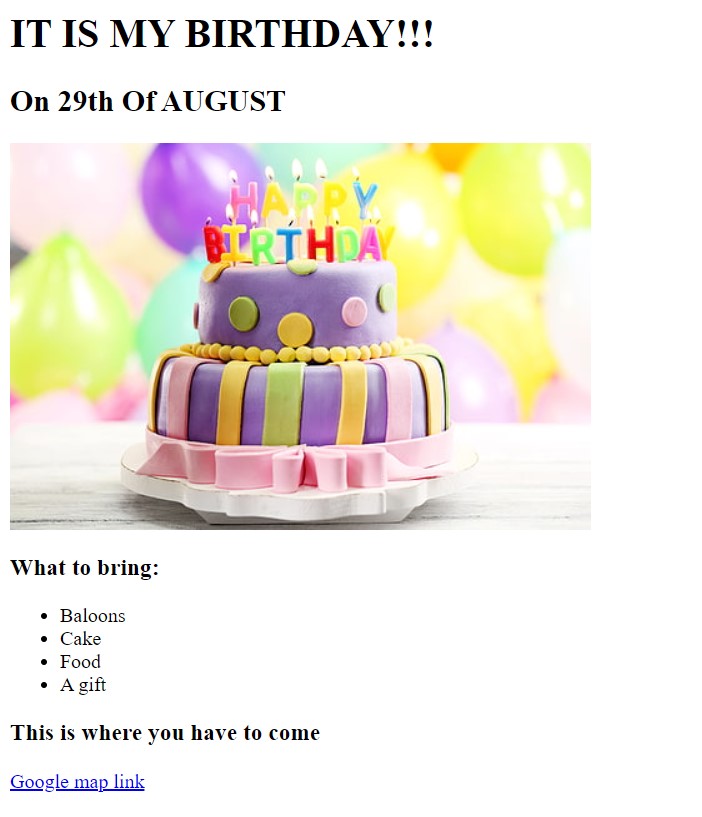 IT IS MY BIRTHDAY!!!
On 29th Of AUGUST
HAPPY
BIRTHDAY
What to bring:
Baloons
Cake
Food
A gift
This is where you have to come
Google map link